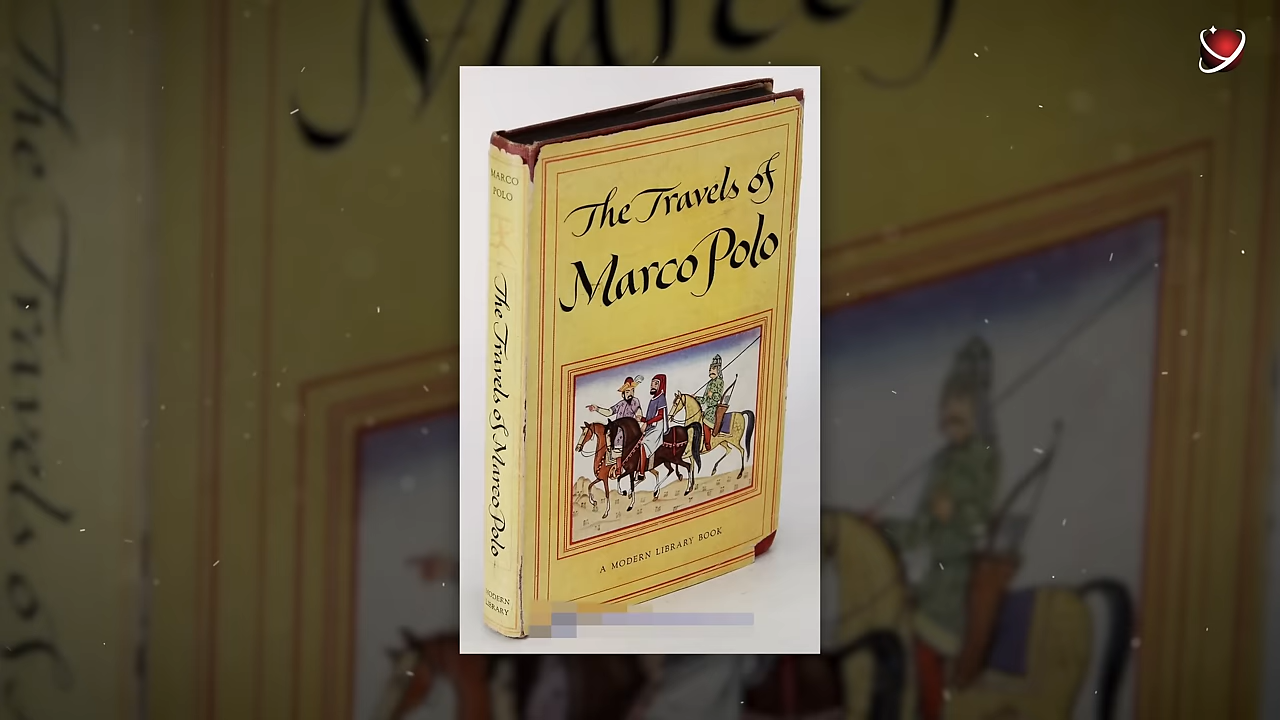 The Travels of
Marco Polo
A MODERN LIBRARY BOOK
MARCO
POLO
The Travels of Marco Polo
MODERN
LIBRARY